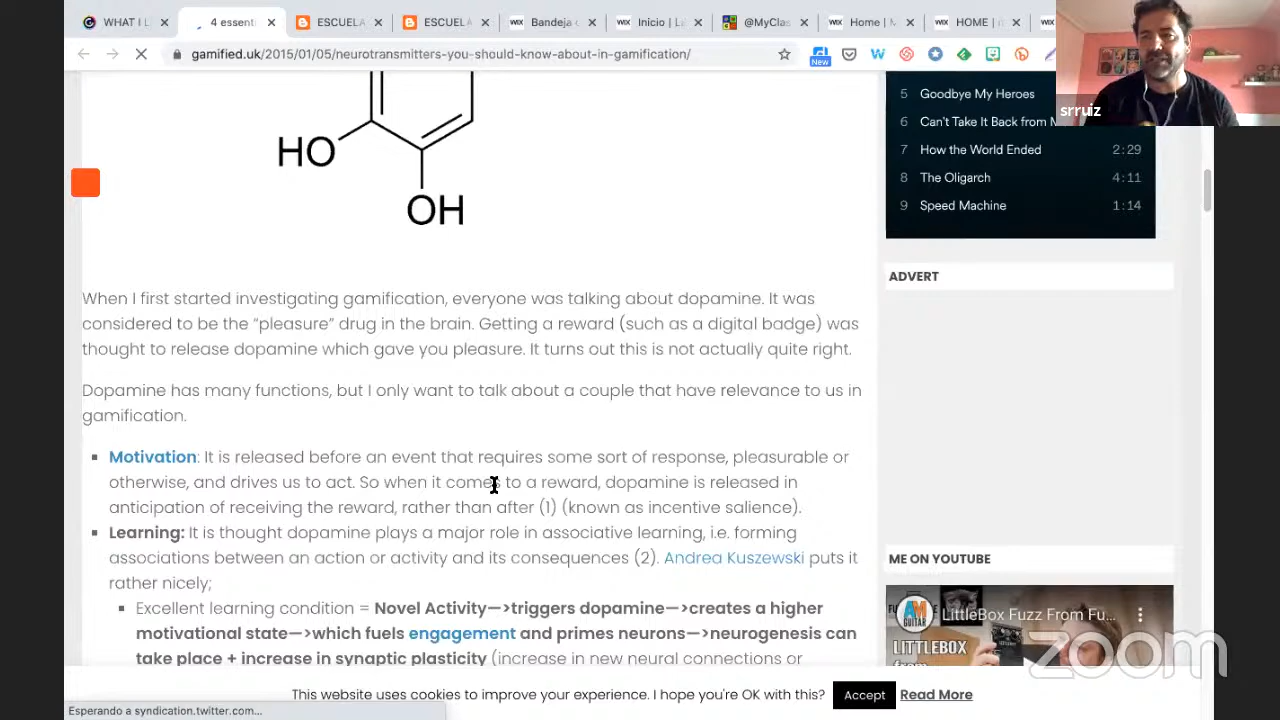 WHAT I L
4 essenti
ESCUELA
ESCUELA
Bandeja
Inicio | L
@MyClas
Home | M
HOME |
gamified.uk/2015/01/05/neurotransmitters-you-should-know-about-in-gamification/
New
srruiz
HO
OH
5 Goodbye My Heroes
6 Can't Take It Back from M
7 How the World Ended 2:29
8 The Oligarch 4:11
9 Speed Machine 1:14
ADVERT
When I first started investigating gamification, everyone was talking about dopamine. It was
considered to be the “pleasure” drug in the brain. Getting a reward (such as a digital badge) was
thought to release dopamine which gave you pleasure. It turns out this is not actually quite right.
Dopamine has many functions, but I only want to talk about a couple that have relevance to us in
gamification.
Motivation: It is released before an event that requires some sort of response, pleasurable or
otherwise, and drives us to act. So when it comes to a reward, dopamine is released in
anticipation of receiving the reward, rather than after (1) (known as incentive salience).
Learning: It is thought dopamine plays a major role in associative learning, i.e. forming
associations between an action or activity and its consequences (2). Andrea Kuszewski puts it
rather nicely;
Excellent learning condition = Novel Activity—>triggers dopamine—>creates a higher
motivational state—>which fuels engagement and primes neurons—>neurogenesis can
take place + increase in synaptic plasticity (increase in new neural connections or
ME ON YOUTUBE
AM
GUITAR
LittleBox Fuzz From Fu...
LITTLEBOX
zoom
This website uses cookies to improve your experience. I hope you're OK with this? Accept Read More
Esperando a syndication.twitter.com...